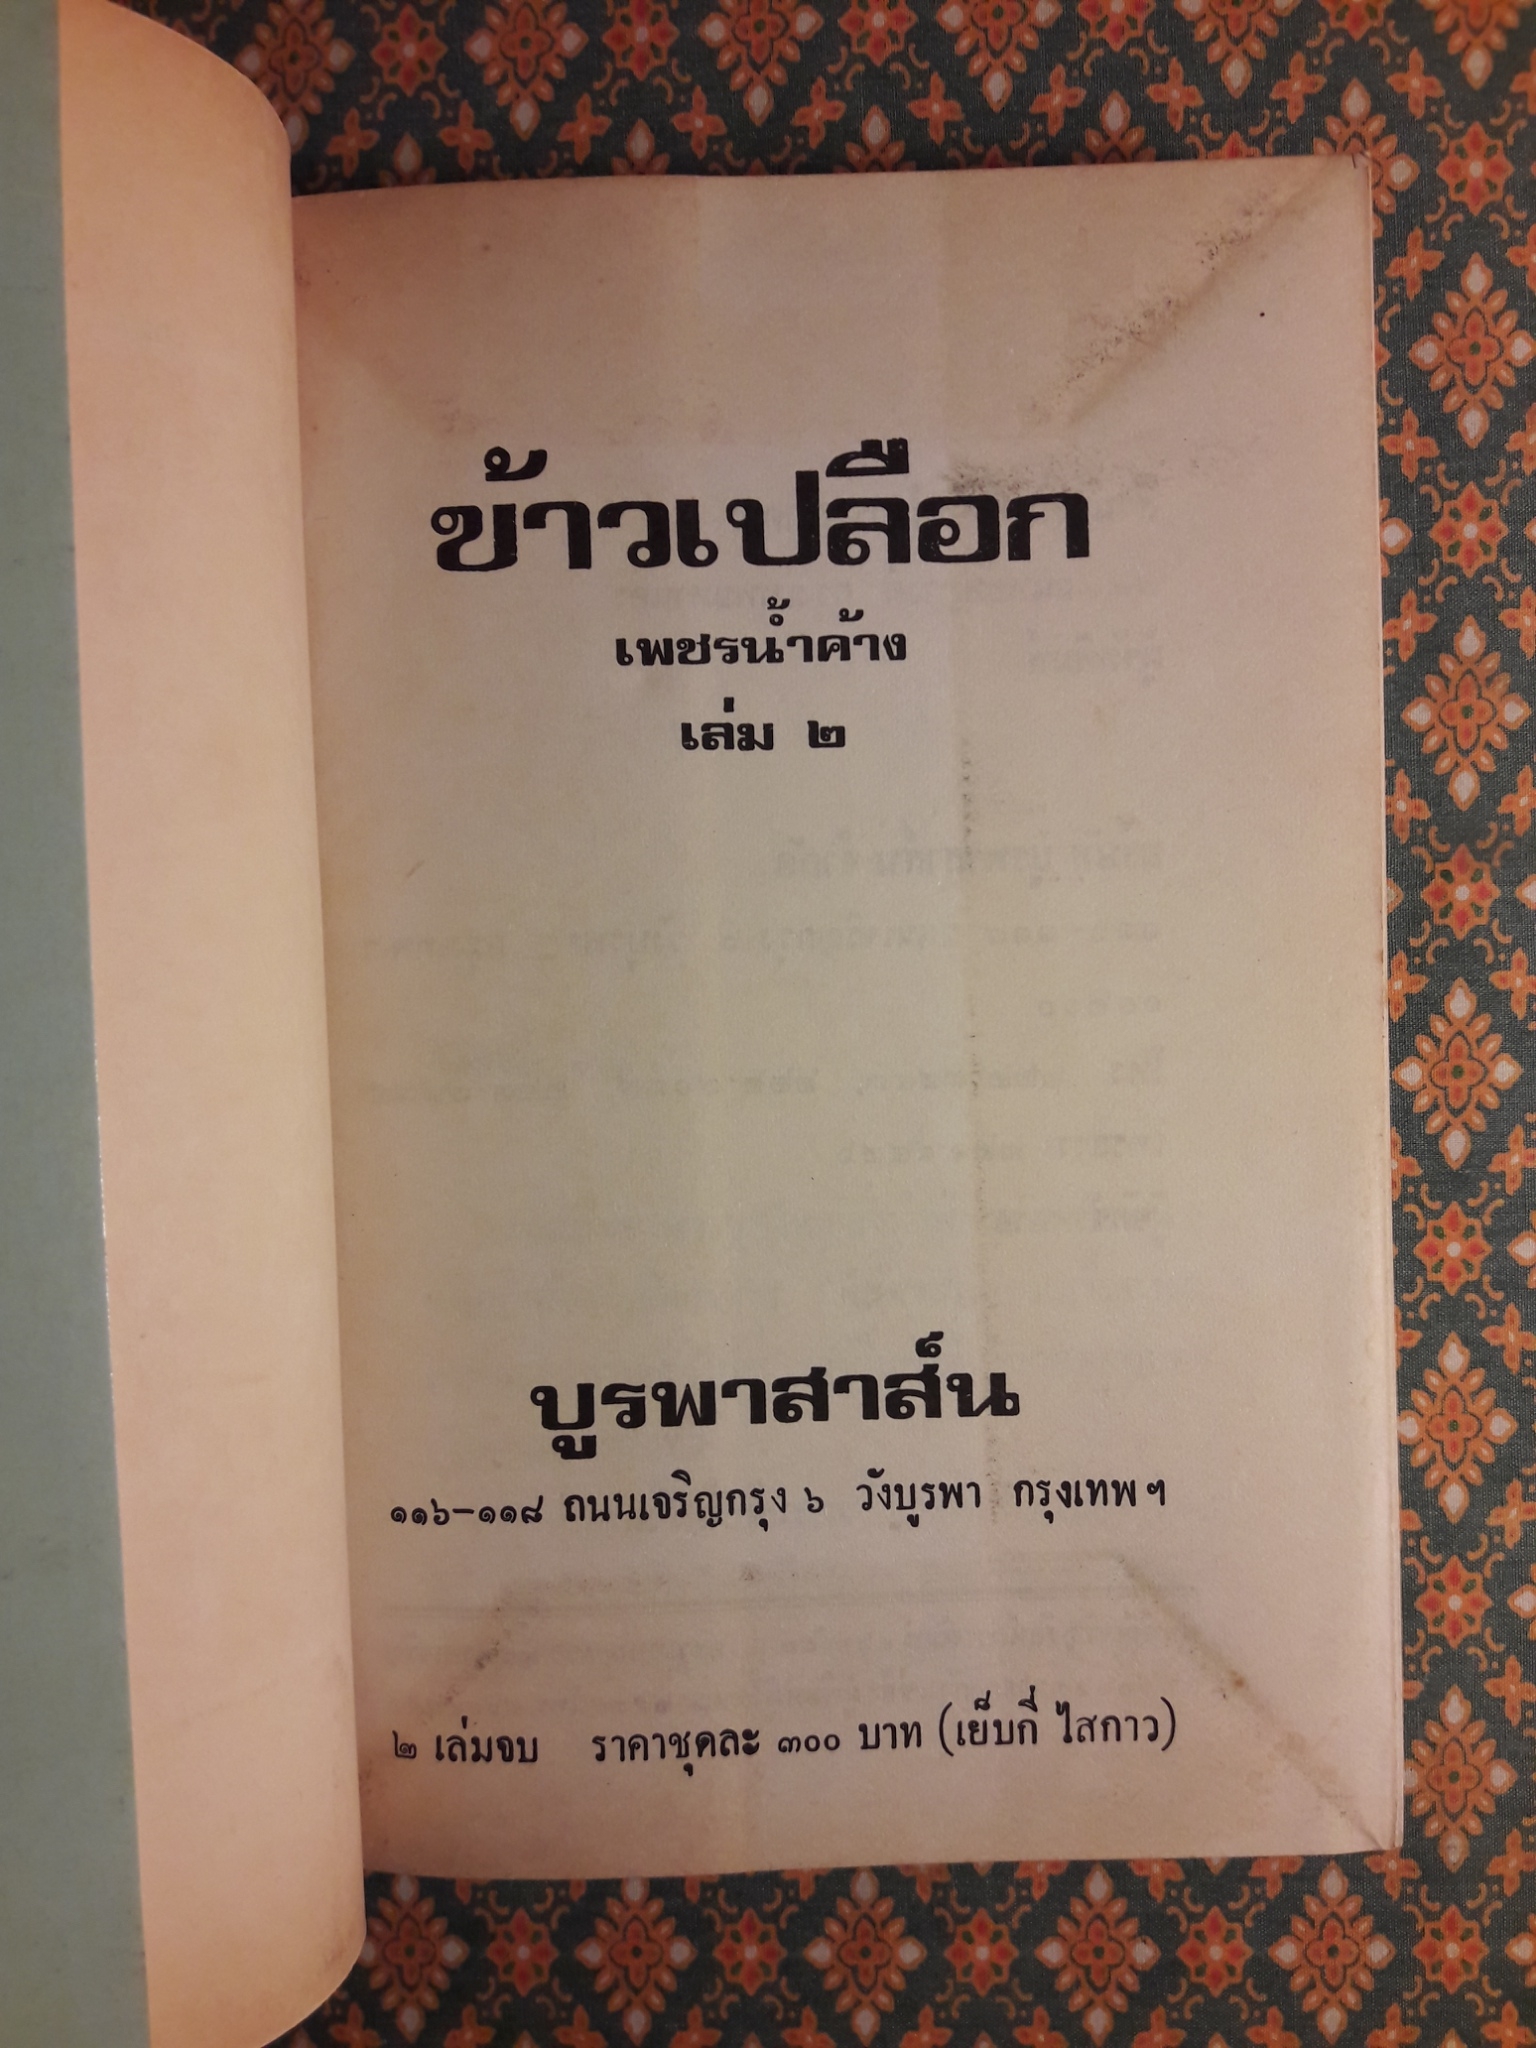 ข้าวเปลือก
เพชรน้ำค้าง
เล่ม ๒
บูรพาสาส์น
๑๑๖-๑๑๘ ถนนเจริญกรุง ๖ วังบูรพา กรุงเทพ ฯ
๒ เล่มจบ ราคาชุดละ ๓๐๐ บาท (เย็บกี่ ไสกาว)